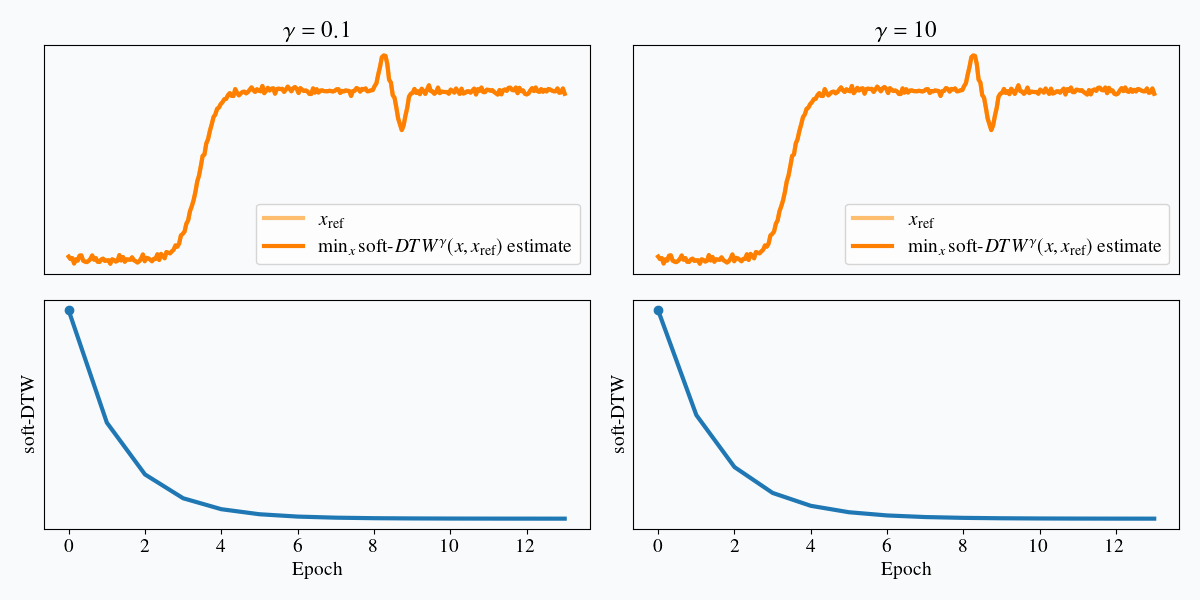 γ = 0.1
γ = 10
x_ref
min_x soft-DTW^γ(x, x_ref) estimate
x_ref
min_x soft-DTW^γ(x, x_ref) estimate
soft-DTW
0 2 4 6 8 10 12
Epoch
soft-DTW
0 2 4 6 8 10 12
Epoch